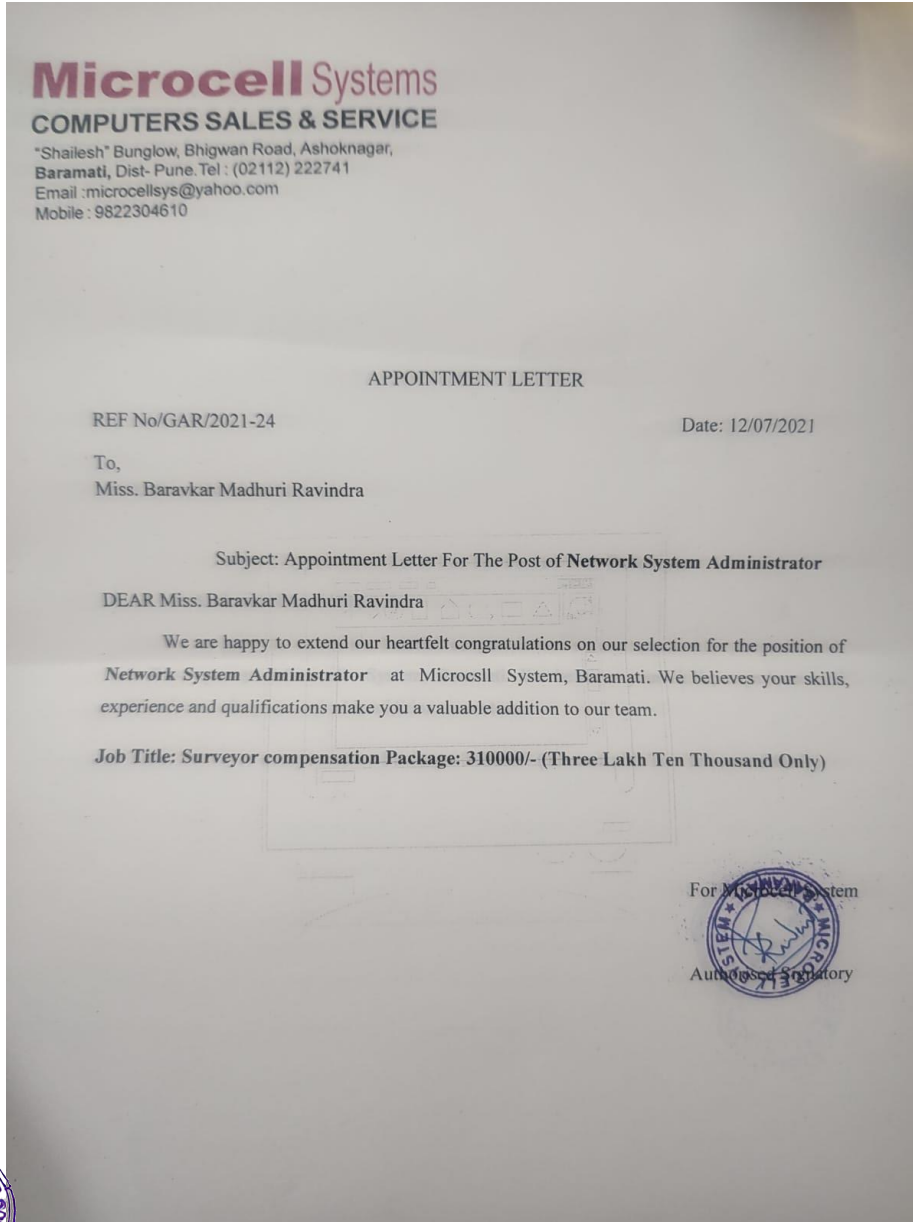 Microcell Systems
COMPUTERS SALES & SERVICE
"Shailesh" Bunglow, Bhigwan Road, Ashoknagar,
Baramati, Dist- Pune. Tel : (02112) 222741
Email :microcellsys@yahoo.com
Mobile : 9822304610
APPOINTMENT LETTER
REF No/GAR/2021-24
Date: 12/07/2021
To,
Miss. Baravkar Madhuri Ravindra
Subject: Appointment Letter For The Post of Network System Administrator
DEAR Miss. Baravkar Madhuri Ravindra
We are happy to extend our heartfelt congratulations on our selection for the position of
Network System Administrator at Microcsll System, Baramati. We believes your skills,
experience and qualifications make you a valuable addition to our team.
Job Title: Surveyor compensation Package: 310000/- (Three Lakh Ten Thousand Only)
For Microcell System
★ MICROCELL SYSTEM ★ BARAMATI
Authorised Signatory